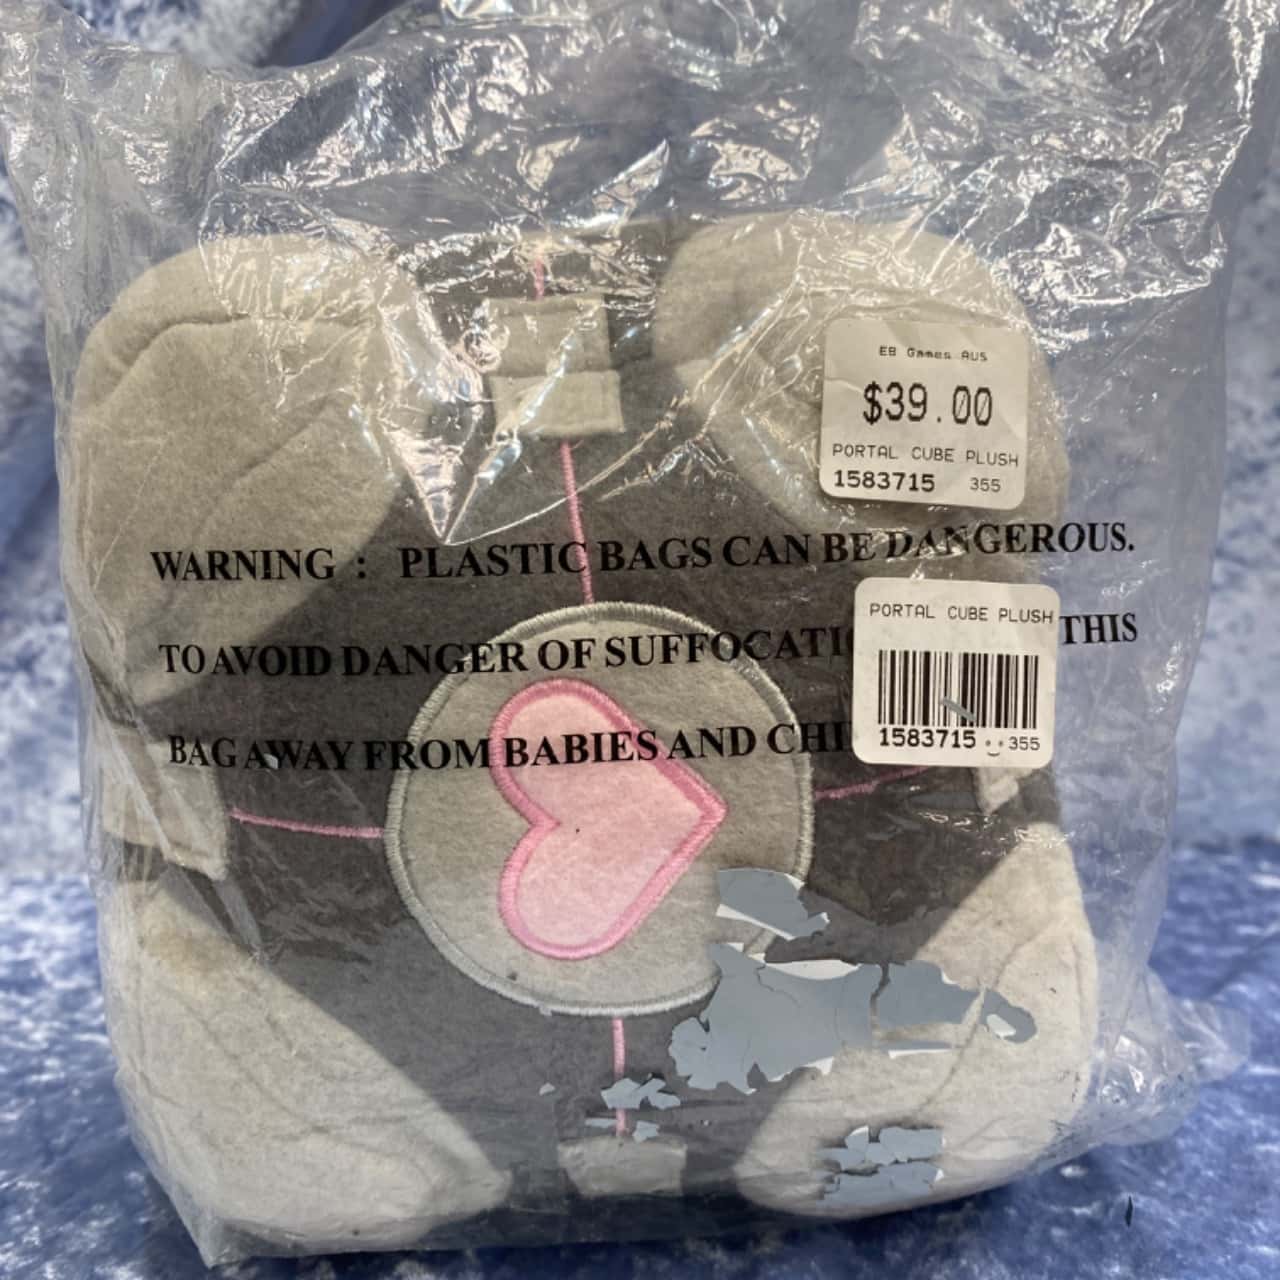 EB Games AUS
$39.00
PORTAL CUBE PLUSH
1583715 355
WARNING : PLASTIC BAGS CAN BE DANGEROUS.
TO AVOID DANGER OF SUFFOCATI THIS
BAG AWAY FROM BABIES AND CHI
PORTAL CUBE PLUSH
1583715 355